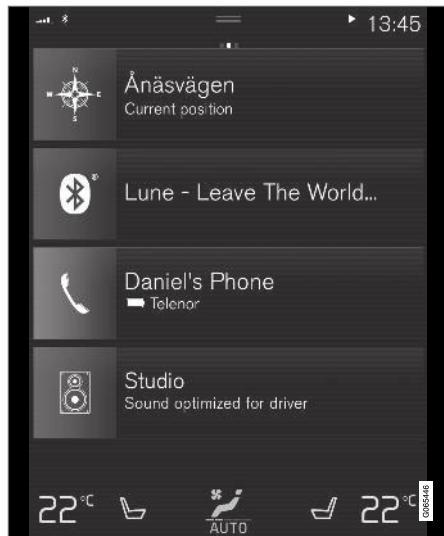 13:45
N
W E
S
Ånäsvägen
Current position
Lune - Leave The World...
Daniel's Phone
Telenor
Studio
Sound optimized for driver
22°C
AUTO
22°C
G065446